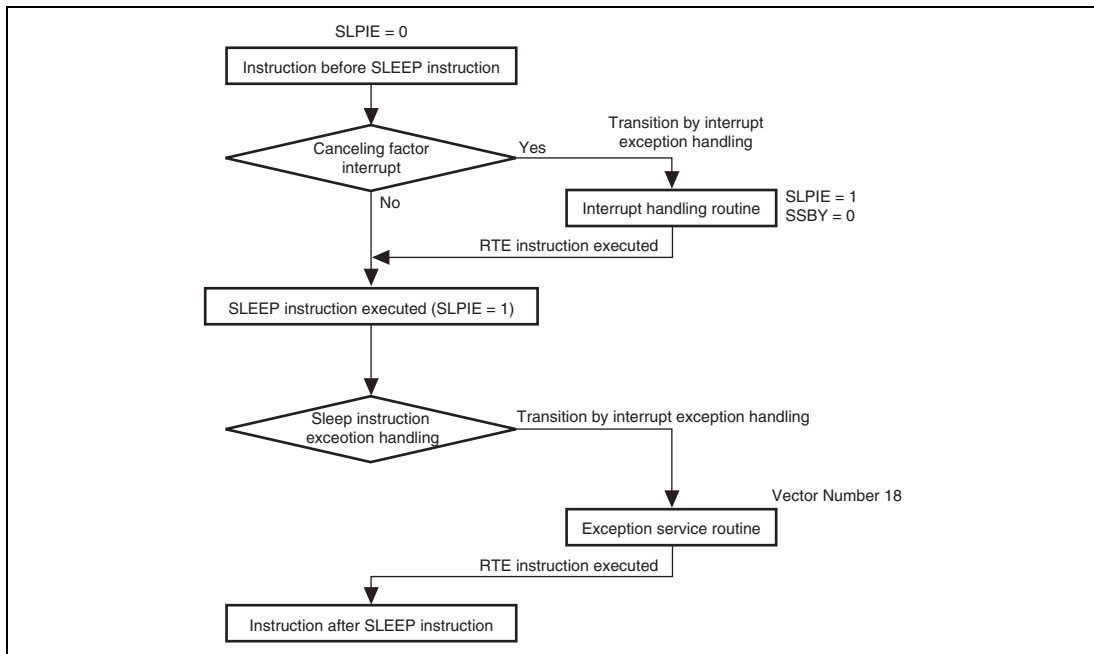 SLPIE = 0
Instruction before SLEEP instruction
Transition by interrupt
exception handling
Canceling factor
interrupt
Yes
No
Interrupt handling routine
SLPIE = 1
SSBY = 0
RTE instruction executed
SLEEP instruction executed (SLPIE = 1)
Sleep instruction
exceotion handling
Transition by interrupt exception handling
Vector Number 18
Exception service routine
RTE instruction executed
Instruction after SLEEP instruction